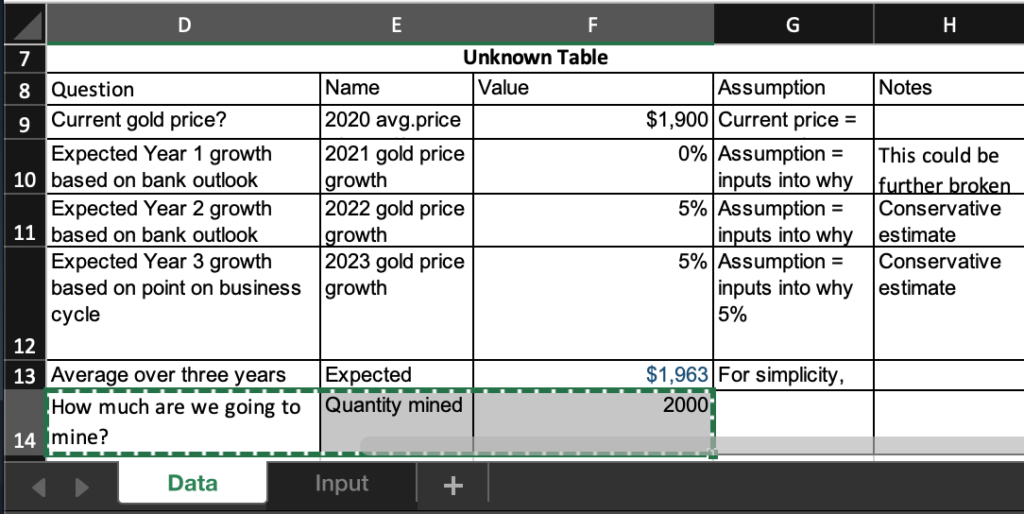 D E F G H
7 Unknown Table
8 Question Name Value Assumption Notes
9 Current gold price? 2020 avg.price $1,900 Current price =
Expected Year 1 growth 2021 gold price 0% Assumption = This could be
10 based on bank outlook growth inputs into why further broken
Expected Year 2 growth 2022 gold price 5% Assumption = Conservative
11 based on bank outlook growth inputs into why estimate
Expected Year 3 growth 2023 gold price 5% Assumption = Conservative
based on point on business growth inputs into why estimate
cycle 5%
12
13 Average over three years Expected $1,963 For simplicity,
How much are we going to Quantity mined 2000
14 mine?
Data Input +